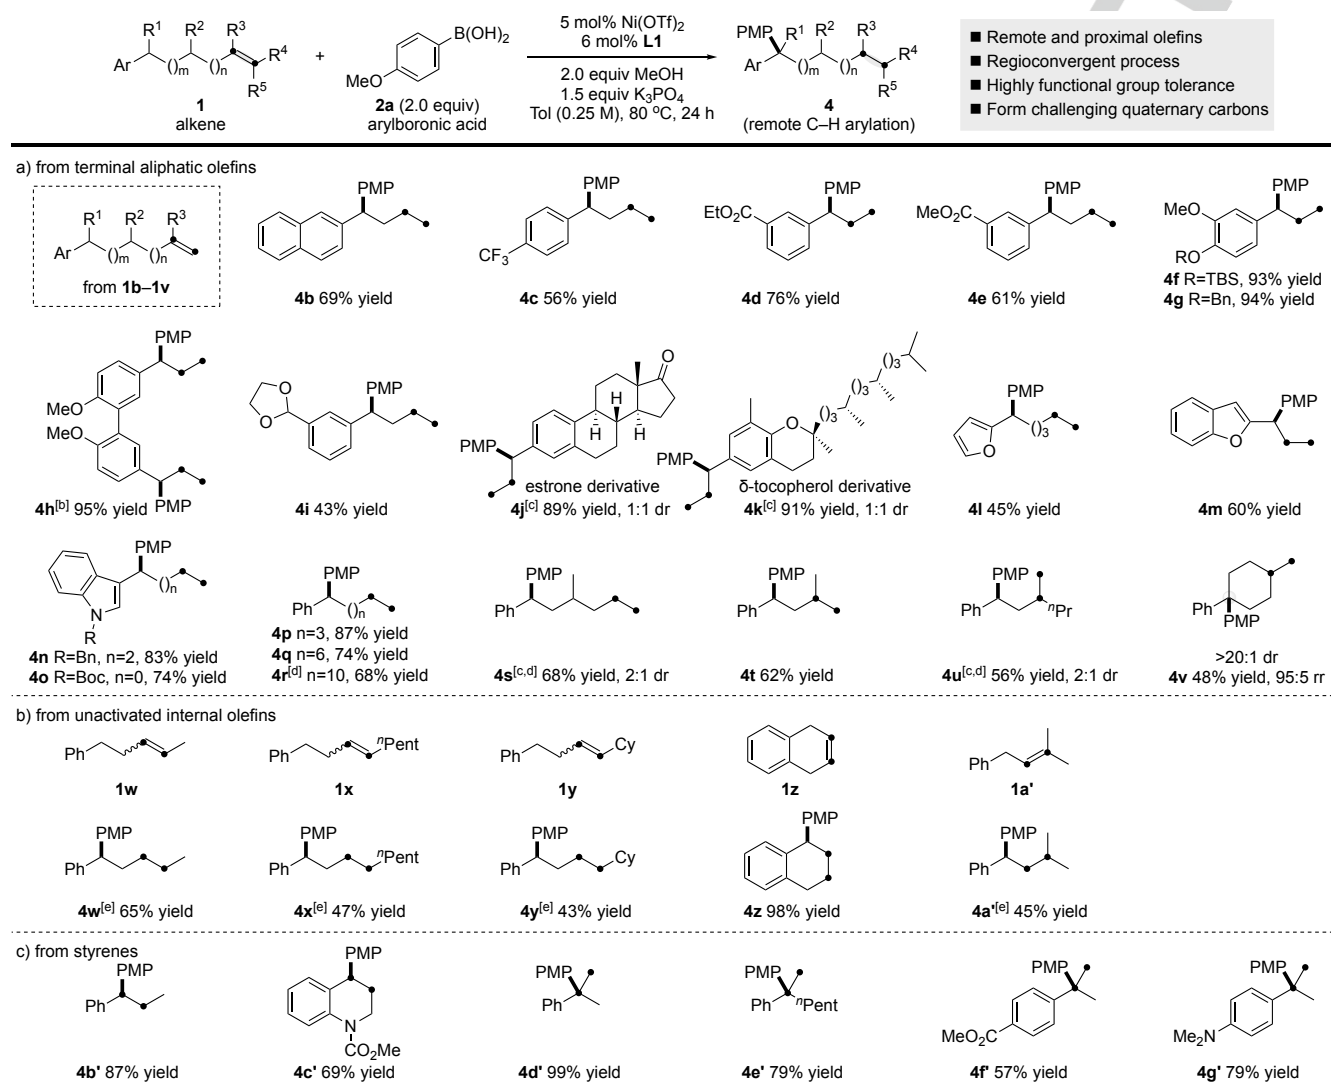 R1 R2 R3 R4 R5 Ar ( )m ( )n + B(OH)2 MeO 5 mol% Ni(OTf)2 PMP R1 R2 R3 R4 R5 Ar ( )m ( )n
6 mol% L1
2.0 equiv MeOH
1.5 equiv K3PO4
Tol (0.25 M), 80 oC, 24 h
1
alkene
2a (2.0 equiv)
arylboronic acid
4
(remote C–H arylation)
■ Remote and proximal olefins
■ Regioconvergent process
■ Highly functional group tolerance
■ Form challenging quaternary carbons
a) from terminal aliphatic olefins
R1 R2 R3
Ar ( )m ( )n
from 1b–1v
PMP
4b 69% yield
PMP
CF3
4c 56% yield
EtO2C PMP
4d 76% yield
MeO2C PMP
4e 61% yield
PMP
MeO
RO
4f R=TBS, 93% yield
4g R=Bn, 94% yield
PMP
MeO
MeO
PMP
4h[b] 95% yield
O O PMP
4i 43% yield
O
H
H H
PMP
estrone derivative
4j[c] 89% yield, 1:1 dr
( )3 ( )3 ( )3
O
PMP
δ-tocopherol derivative
4k[c] 91% yield, 1:1 dr
PMP
O ( )3
4l 45% yield
PMP
O
4m 60% yield
PMP
( )n
N
R
4n R=Bn, n=2, 83% yield
4o R=Boc, n=0, 74% yield
PMP
Ph ( )n
4p n=3, 87% yield
4q n=6, 74% yield
4r[d] n=10, 68% yield
PMP
Ph
4s[c,d] 68% yield, 2:1 dr
PMP
Ph
4t 62% yield
PMP
Ph nPr
4u[c,d] 56% yield, 2:1 dr
Ph
PMP
>20:1 dr
4v 48% yield, 95:5 rr
b) from unactivated internal olefins
Ph
1w
Ph nPent
1x
Ph Cy
1y
1z
Ph
1a'
PMP
Ph
4w[e] 65% yield
PMP
Ph nPent
4x[e] 47% yield
PMP
Ph Cy
4y[e] 43% yield
PMP
4z 98% yield
PMP
Ph
4a'[e] 45% yield
c) from styrenes
PMP
Ph
4b' 87% yield
PMP
N
CO2Me
4c' 69% yield
PMP
Ph
4d' 99% yield
PMP
Ph nPent
4e' 79% yield
PMP
MeO2C
4f' 57% yield
PMP
Me2N
4g' 79% yield